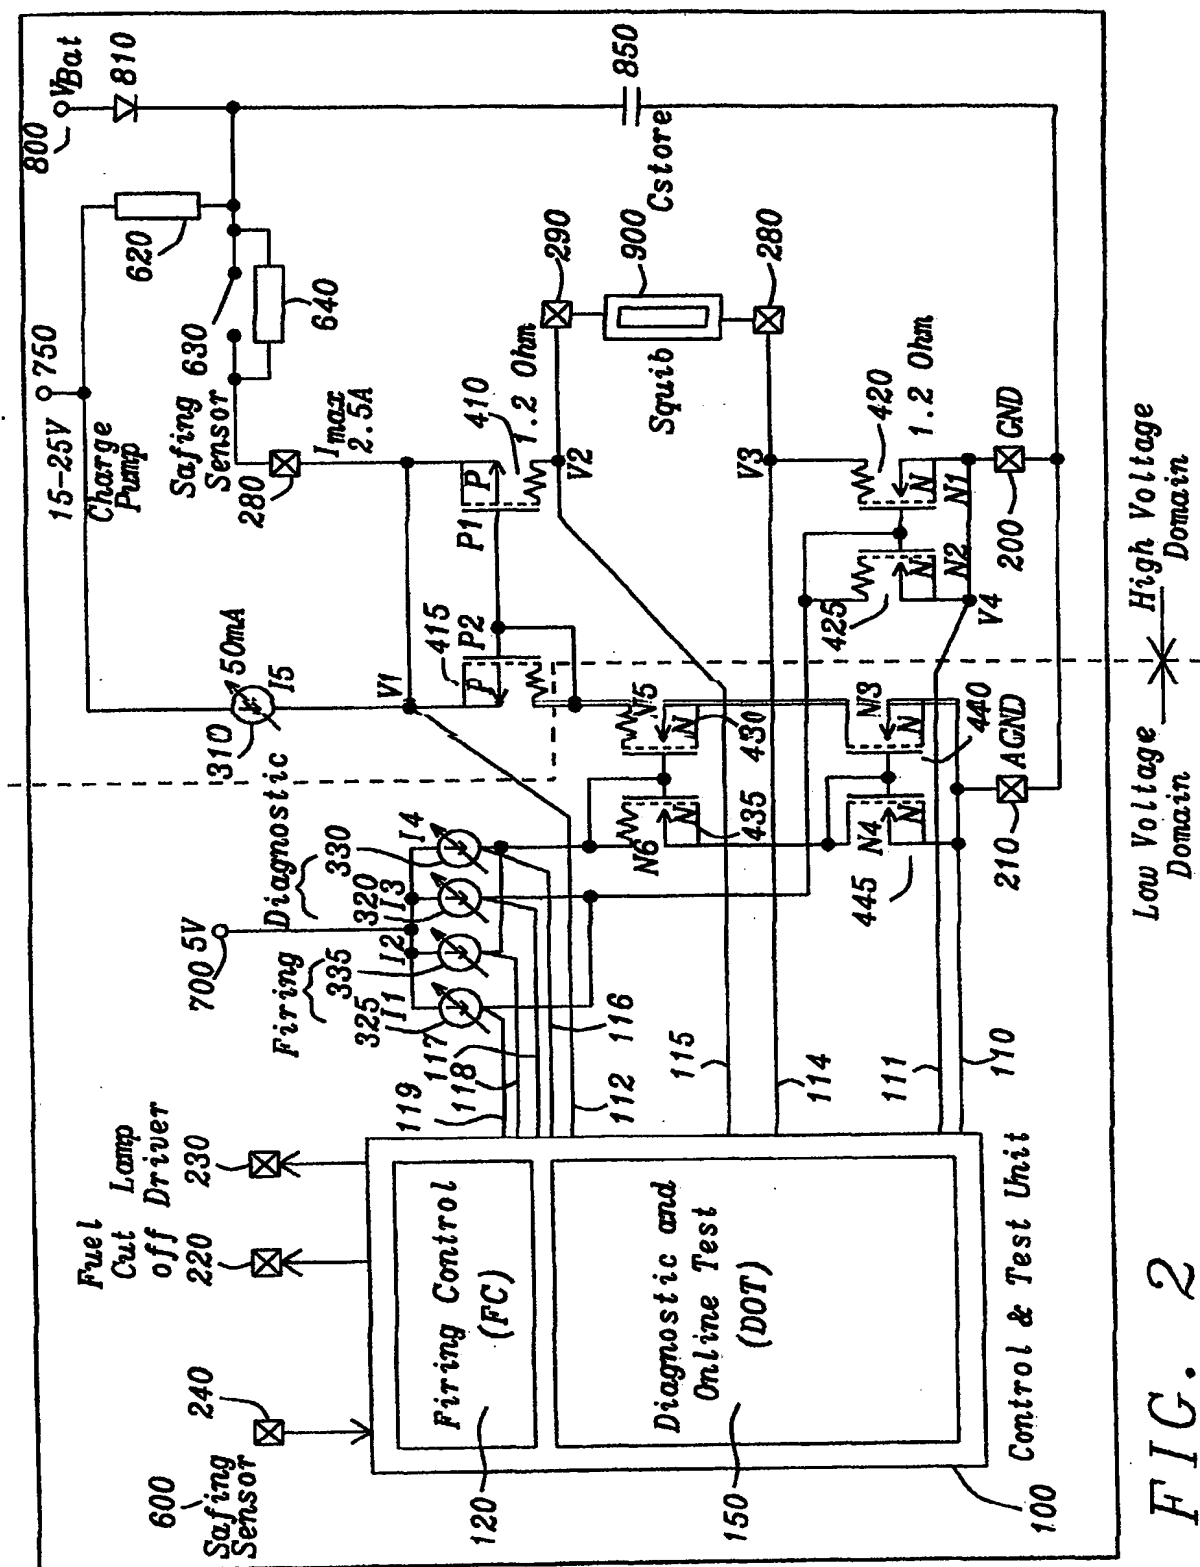 800
VBat
810
750
15-25V
Charge
Pump
620
Safing
Sensor
630
640
280
Imax
2.5A
850
Cstore
310
150mA
I5
V1
415
P2
P
P1
P
410
1.2 Ohm
V2
290
900
Squib
280
V3
420
1.2 Ohm
N
N1
N
N2
425
V4
200
GND
700
5V
Diagnostic
330
I4
320
I3
Firing
335
I2
325
I1
N5
N
430
N6
N
435
N3
N
440
N4
N
445
210
AGND
High Voltage
Domain
Low Voltage
Domain
119
118
117
116
112
115
114
111
110
Fuel
Cut
off
220
Lamp
Driver
230
600
Safing
Sensor
240
Firing Control
(FC)
120
Diagnostic and
Online Test
(DOT)
150
Control & Test Unit
100
FIG. 2